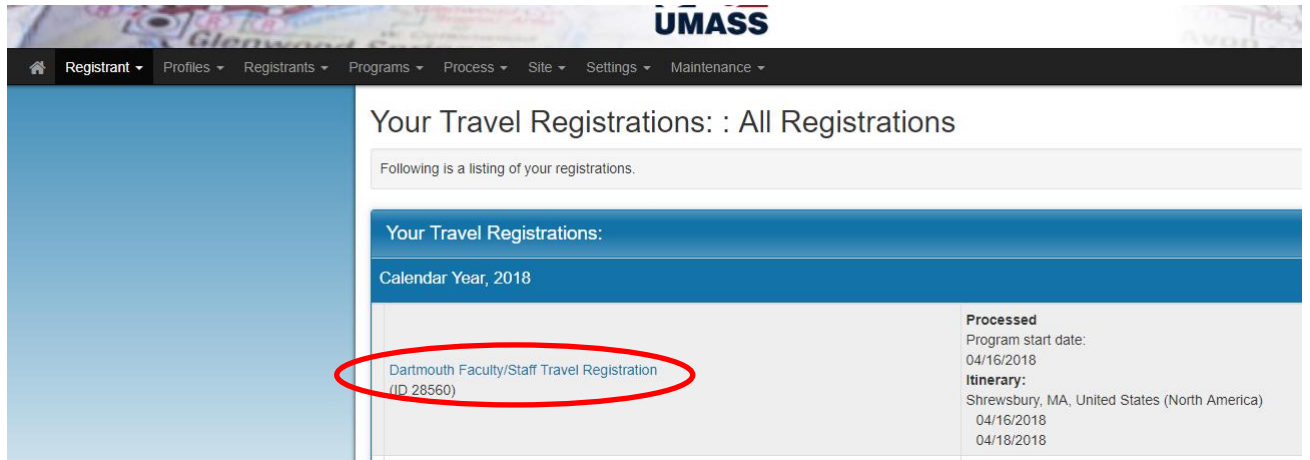 UMASS
Glenwood
Avon
Registrant Profiles Registrants Programs Process Site Settings Maintenance
Your Travel Registrations: : All Registrations
Following is a listing of your registrations.
Your Travel Registrations:
Calendar Year, 2018
Dartmouth Faculty/Staff Travel Registration
(ID 28560)
Processed
Program start date:
04/16/2018
Itinerary:
Shrewsbury, MA, United States (North America)
04/16/2018
04/18/2018